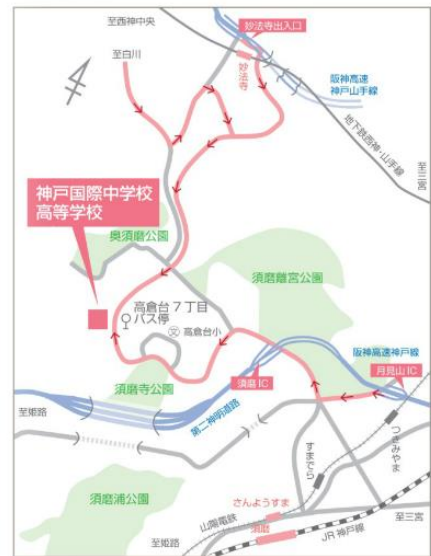 至西神中央
妙法寺出入口
至白川
妙法寺
阪神高速
神戸山手線
地下鉄西神・山手線
至三宮
神戸国際中学校
高等学校
奥須磨公園
須磨離宮公園
高倉台7丁目
バス停
文 高倉台小
阪神高速神戸線
月見山IC
須磨IC
須磨寺公園
至姫路
第二神明道路
すまでら
つきみやま
須磨浦公園
さんようすま
至三宮
山陽電鉄
須磨
JR神戸線
至姫路